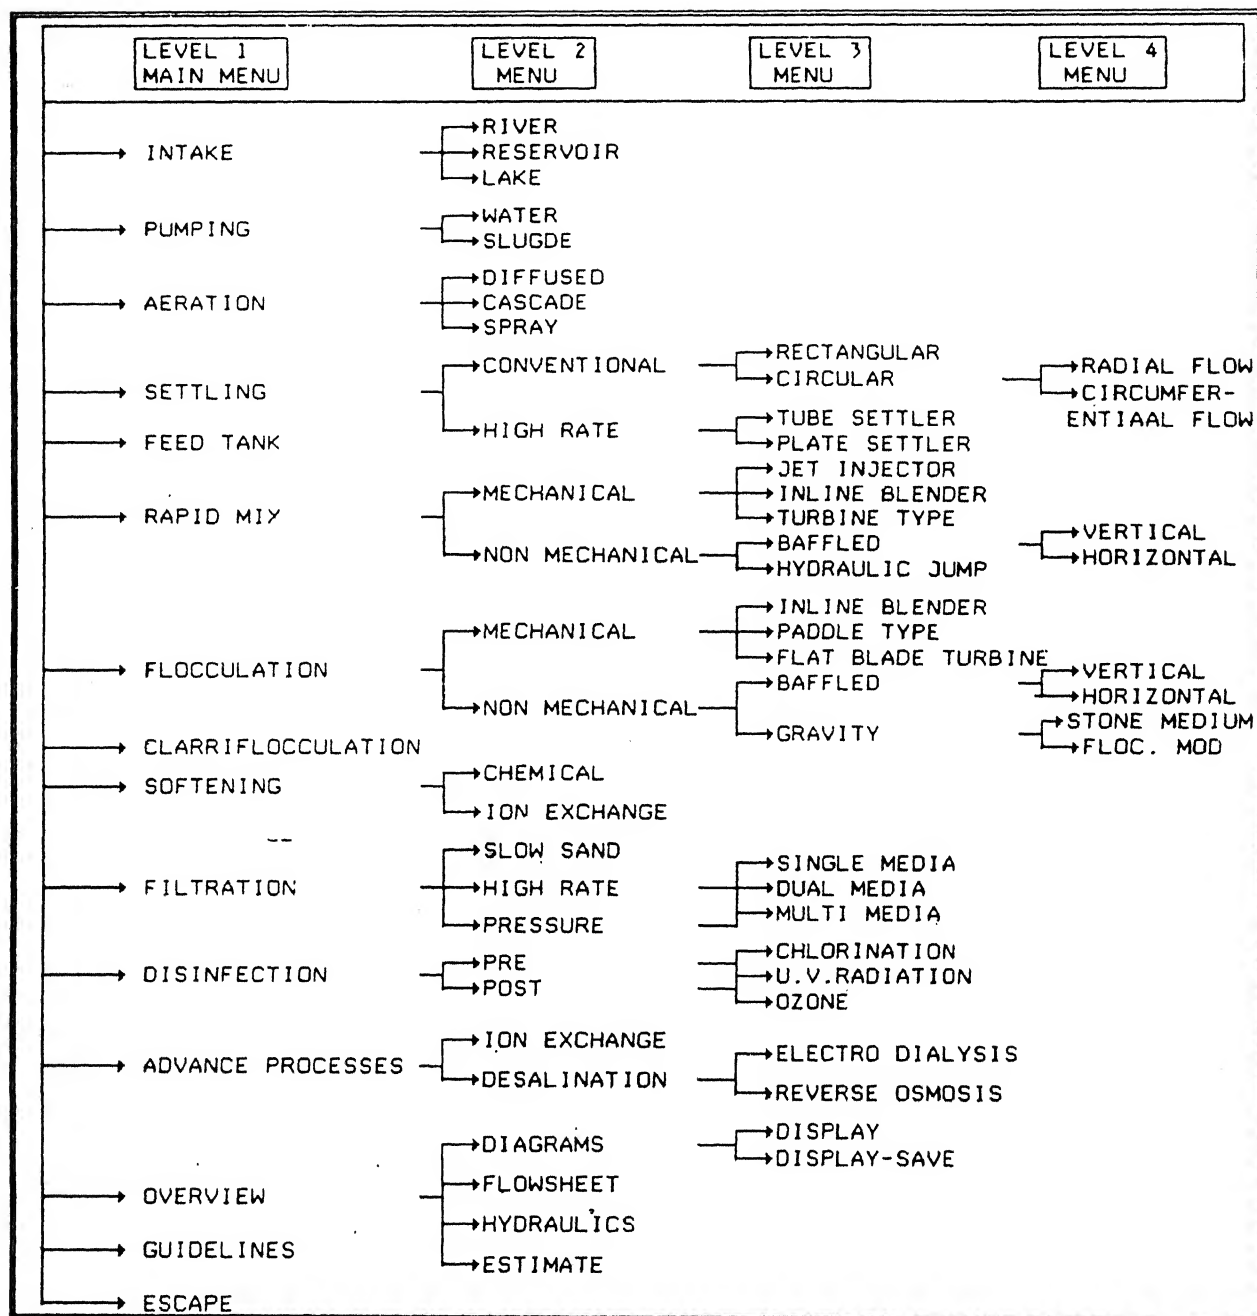 LEVEL 1 LEVEL 2 LEVEL 3 LEVEL 4
MAIN MENU MENU MENU MENU
RIVER
INTAKE RESERVOIR
LAKE
WATER
PUMPING
SLUGDE
DIFFUSED
AERATION CASCADE
SPRAY
RECTANGULAR
CONVENTIONAL RADIAL FLOW
CIRCULAR
SETTLING CIRCUMFER-
TUBE SETTLER ENTIAAL FLOW
HIGH RATE
FEED TANK PLATE SETTLER
JET INJECTOR
MECHANICAL INLINE BLENDER
RAPID MIX TURBINE TYPE
BAFFLED VERTICAL
NON MECHANICAL HORIZONTAL
HYDRAULIC JUMP
INLINE BLENDER
MECHANICAL PADDLE TYPE
FLAT BLADE TURBINE
FLOCCULATION VERTICAL
BAFFLED
HORIZONTAL
NON MECHANICAL STONE MEDIUM
GRAVITY
CLARRIFLOCCULATION FLOC. MOD
CHEMICAL
SOFTENING
ION EXCHANGE
SLOW SAND
SINGLE MEDIA
FILTRATION HIGH RATE DUAL MEDIA
MULTI MEDIA
PRESSURE
CHLORINATION
PRE
DISINFECTION U.V.RADIATION
POST
OZONE
ION EXCHANGE
ELECTRO DIALYSIS
ADVANCE PROCESSES
DESALINATION
REVERSE OSMOSIS
DISPLAY
DIAGRAMS
DISPLAY-SAVE
FLOWSHEET
OVERVIEW
HYDRAULICS
GUIDELINES
ESTIMATE
ESCAPE